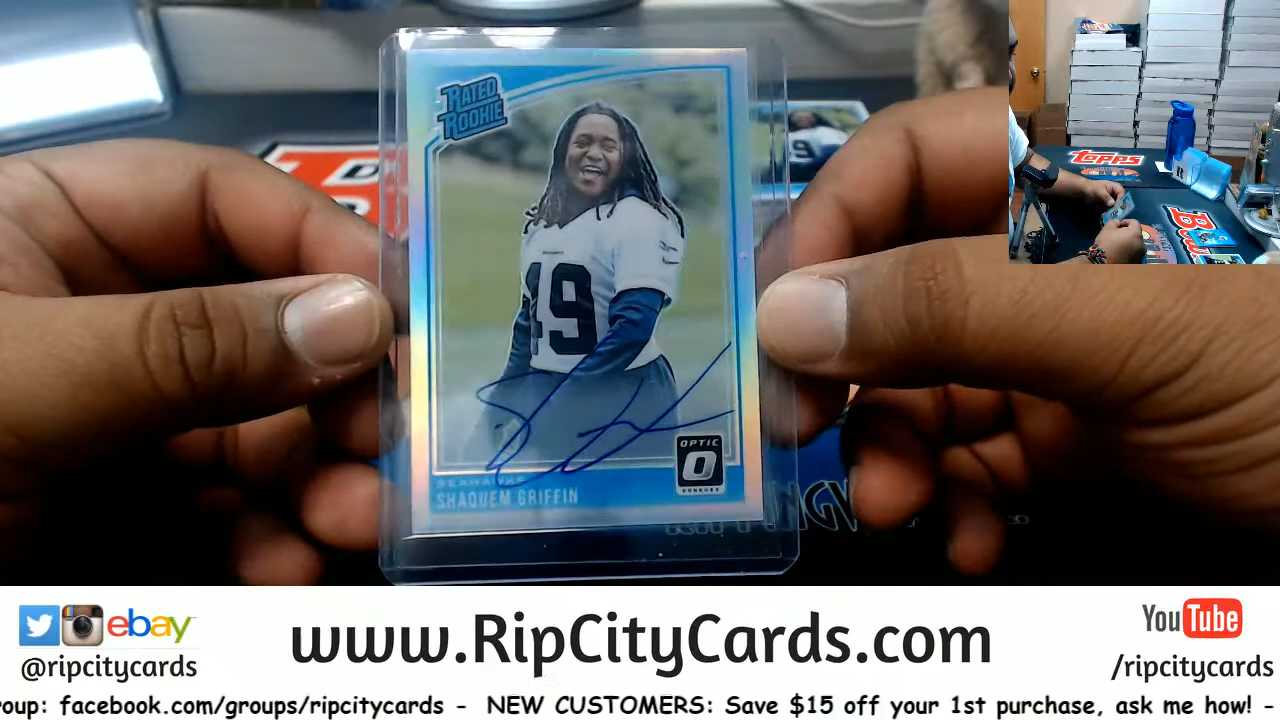 RATED
ROOKIE
49
OPTIC
DONRUSS
SEAHAWKS
SHAQUEM GRIFFIN
topps
ebay
@ripcitycards
www.RipCityCards.com
YouTube
/ripcitycards
roup: facebook.com/groups/ripcitycards - NEW CUSTOMERS: Save $15 off your 1st purchase, ask me how! -